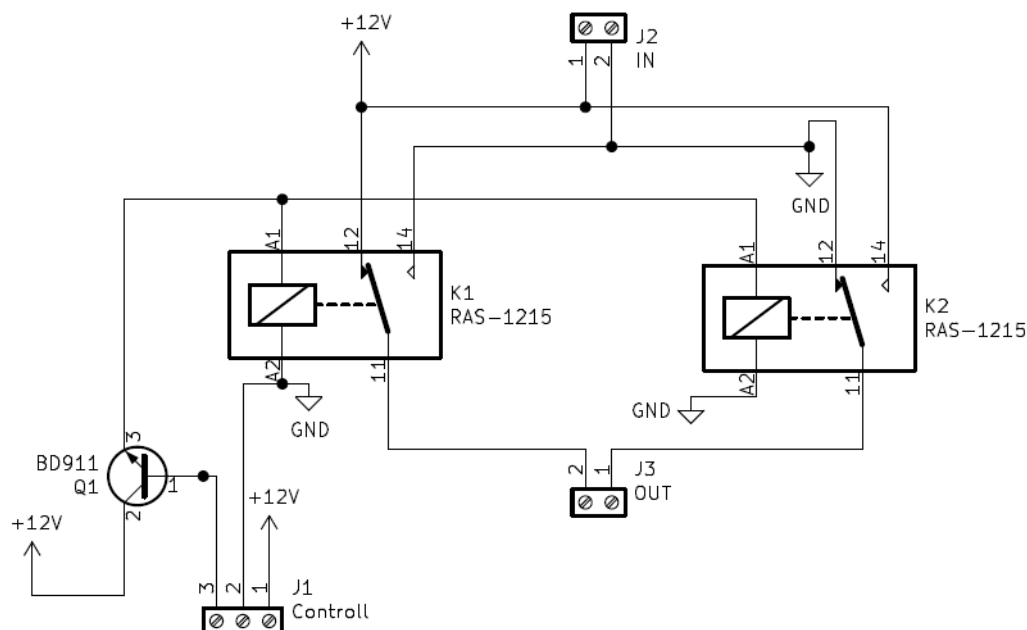 +12V
J2
IN
1
2
GND
A1
12
14
K1
RAS-1215
A2
11
GND
A1
12
14
K2
RAS-1215
A2
11
GND
3
BD911
Q1
1
2
+12V
+12V
2
1
J3
OUT
3
2
1
J1
Controll